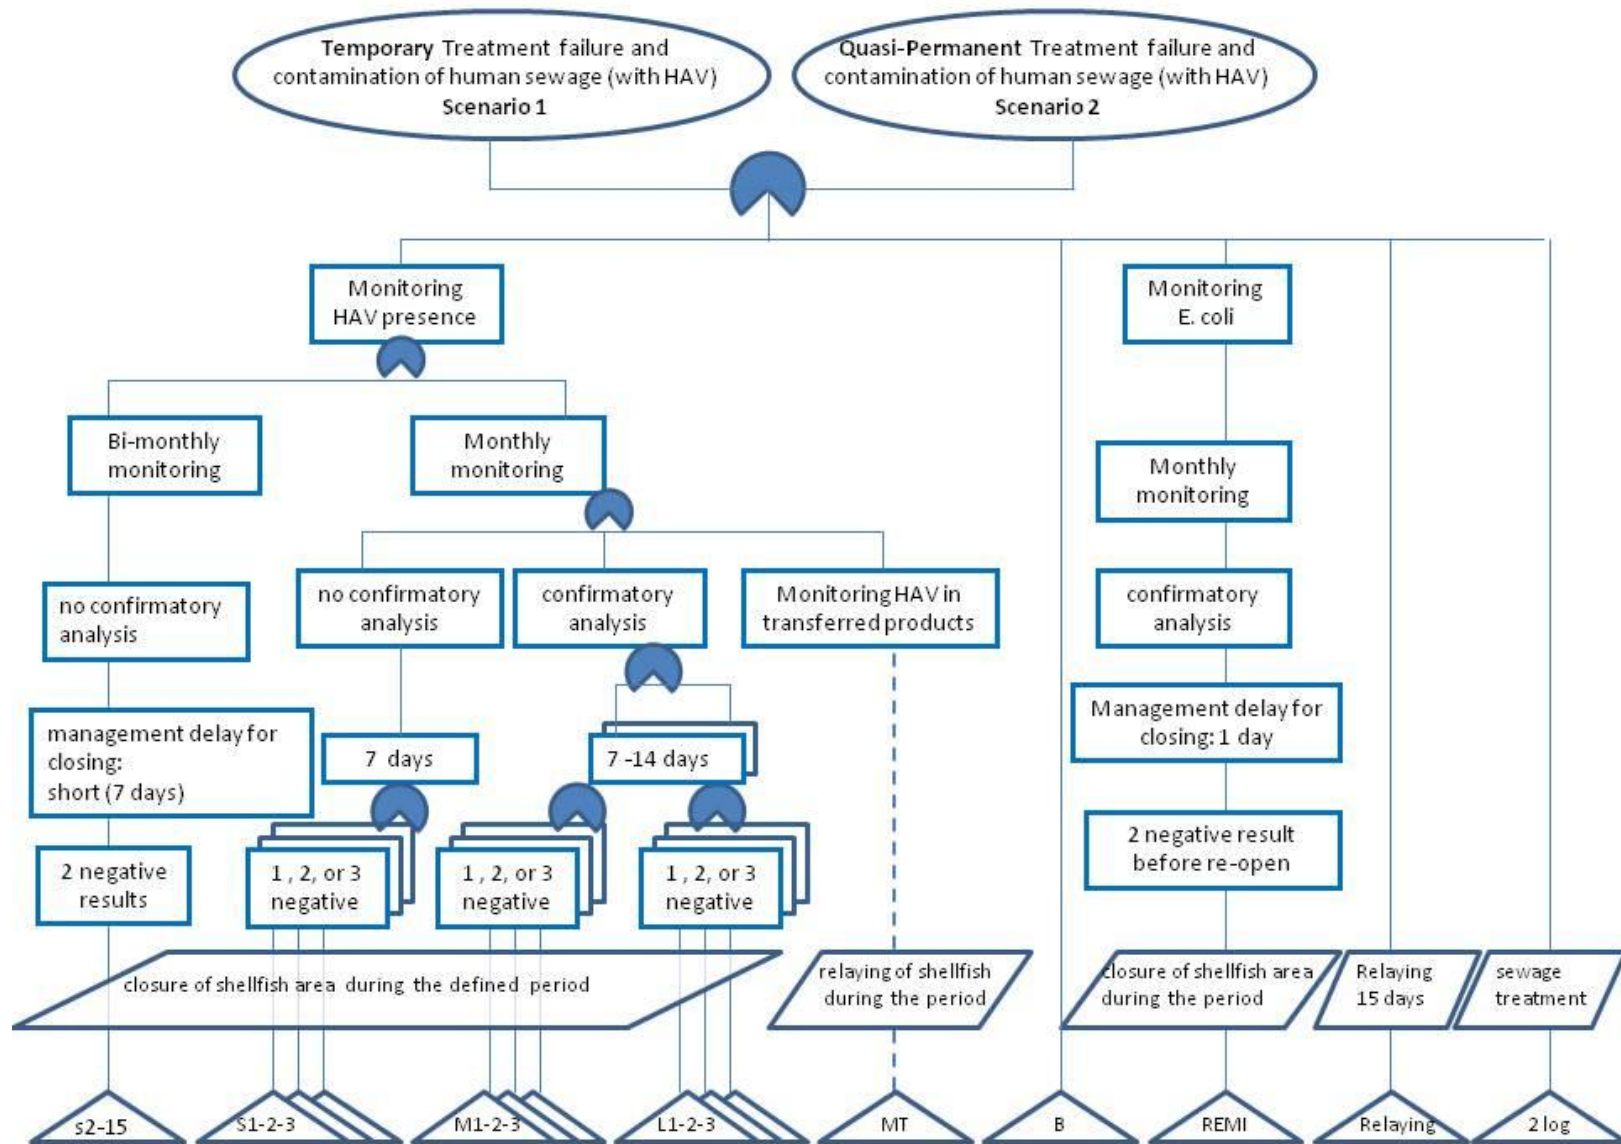 Temporary Treatment failure and
contamination of human sewage (with HAV)
Scenario 1
Quasi-Permanent Treatment failure and
contamination of human sewage (with HAV)
Scenario 2
Monitoring
HAV presence
Monitoring
E. coli
Bi-monthly
monitoring
Monthly
monitoring
Monthly
monitoring
no confirmatory
analysis
no confirmatory
analysis
confirmatory
analysis
Monitoring HAV in
transferred products
confirmatory
analysis
management delay for
closing:
short (7 days)
7 days
7 -14 days
Management delay for
closing: 1 day
2 negative
results
1 , 2, or 3
negative
1 , 2, or 3
negative
1 , 2, or 3
negative
2 negative result
before re-open
closure of shellfish area during the defined period
relaying of shellfish
during the period
closure of shellfish area
during the period
Relaying
15 days
sewage
treatment
s2-15
S1-2-3
M1-2-3
L1-2-3
MT
B
REMI
Relaying
2 log